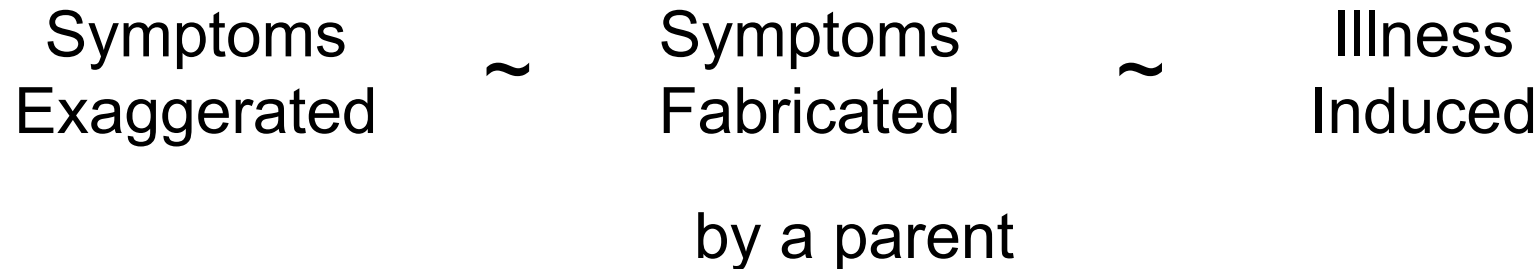 Symptoms ~ Symptoms ~ Illness
Exaggerated Fabricated Induced
by a parent